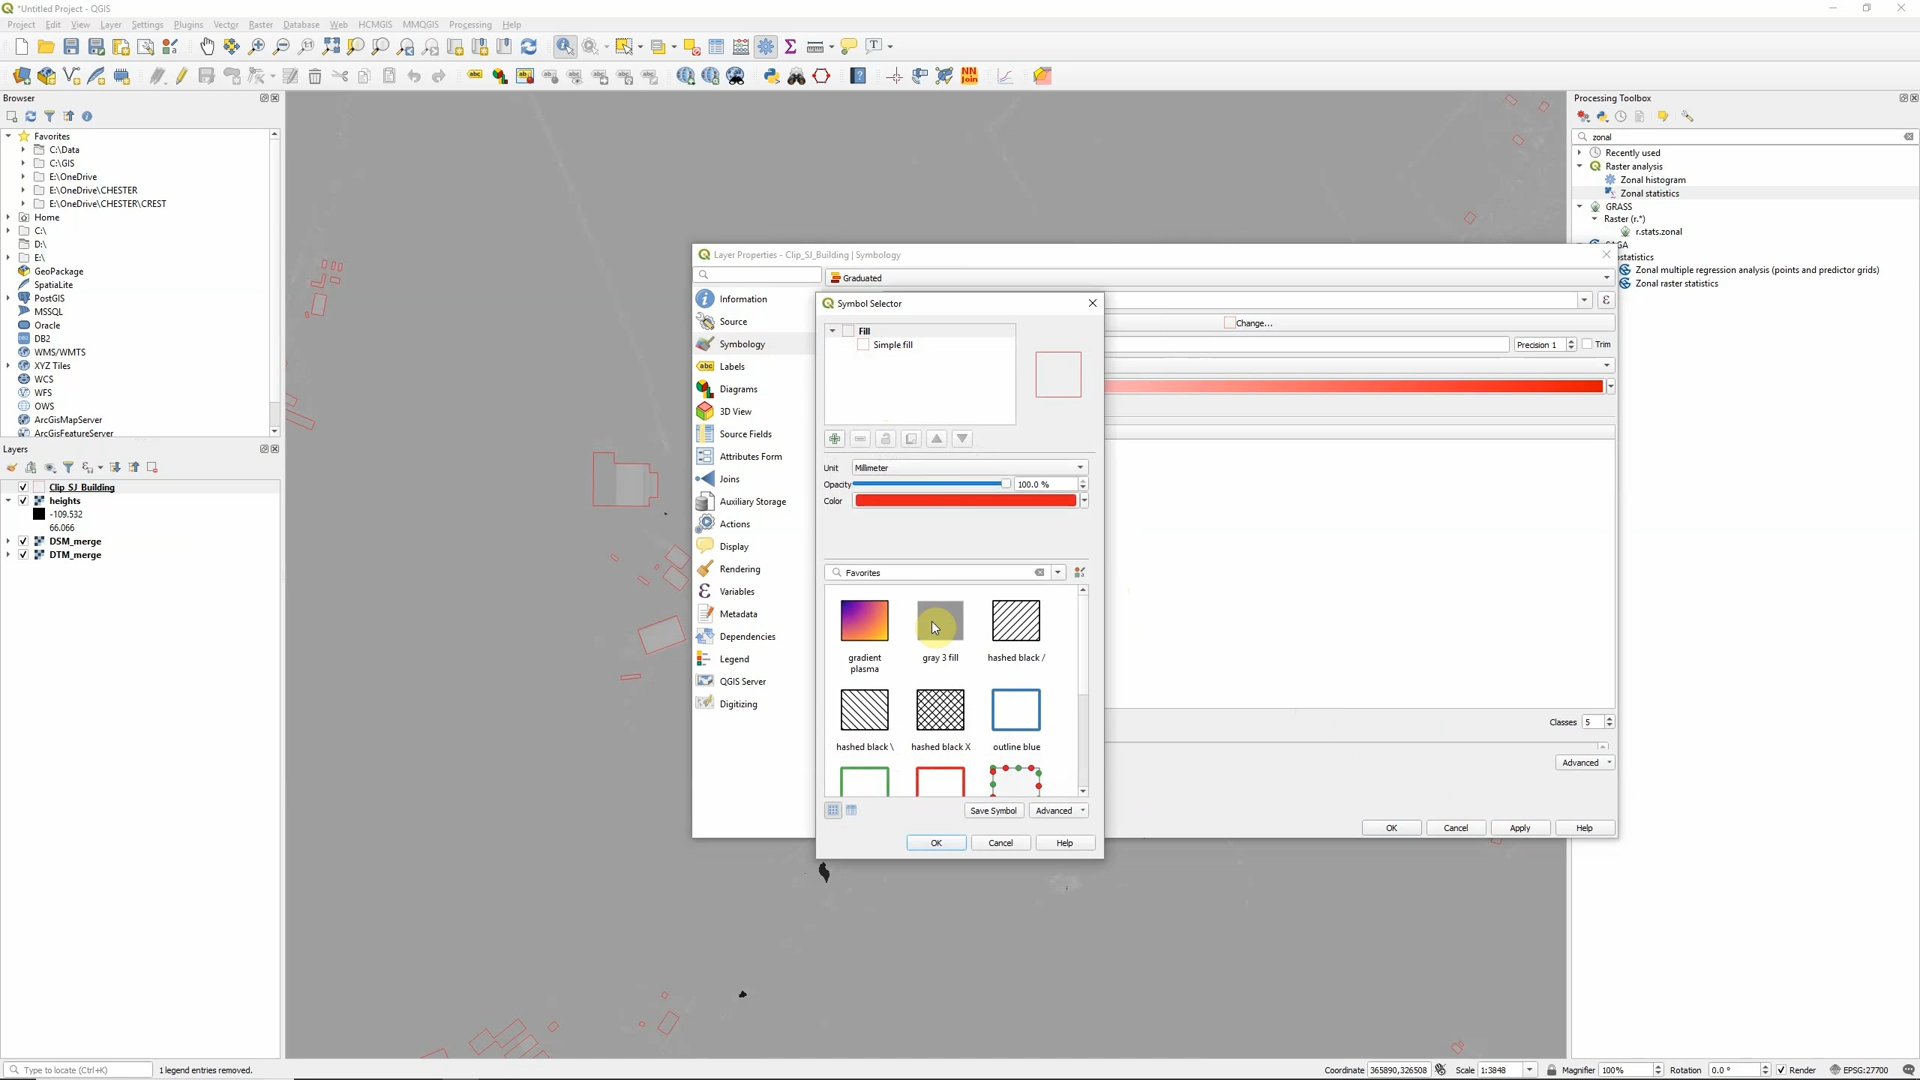 *Untitled Project - QGIS
Project Edit View Layer Settings Plugins Vector Raster Database Web HCMGIS MMQGIS Processing Help
Browser
Favorites
C:\Data
C:\GIS
E:\OneDrive
E:\OneDrive\CHESTER
E:\OneDrive\CHESTER\CREST
Home
C:\
D:\
E:\
GeoPackage
SpatiaLite
PostGIS
MSSQL
Oracle
DB2
WMS/WMTS
XYZ Tiles
WCS
WFS
OWS
ArcGisMapServer
ArcGisFeatureServer
Layers
Clip_SJ_Building
heights
-109.532
66.066
DSM_merge
DTM_merge
Layer Properties - Clip_SJ_Building | Symbology
Graduated
Information
Source
Symbology
Labels
Diagrams
3D View
Source Fields
Attributes Form
Joins
Auxiliary Storage
Actions
Display
Rendering
Variables
Metadata
Dependencies
Legend
QGIS Server
Digitizing
Change...
Precision 1
Trim
Classes 5
Advanced
OK Cancel Apply Help
Symbol Selector
Fill
Simple fill
Unit Millimeter
Opacity 100.0 %
Color
Favorites
gradient plasma
gray 3 fill
hashed black /
hashed black \
hashed black X
outline blue
Save Symbol Advanced
OK Cancel Help
Processing Toolbox
zonal
Recently used
Raster analysis
Zonal histogram
Zonal statistics
GRASS
Raster (r.*)
r.stats.zonal
Zonal multiple regression analysis (points and predictor grids)
Zonal raster statistics
Type to locate (Ctrl+K) 1 legend entries removed. Coordinate 365890,326508 Scale 1:3848 Magnifier 100% Rotation 0.0 ° Render EPSG:27700